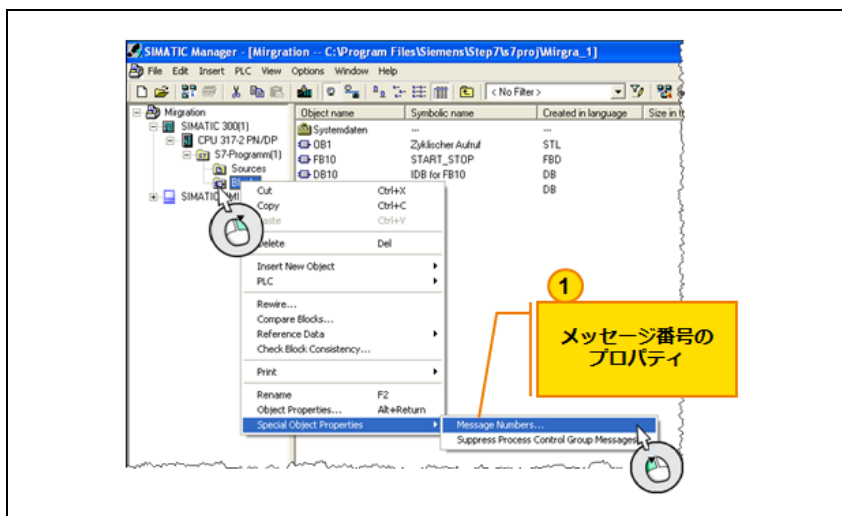 SIMATIC Manager - [Mirgration -- C:\Program Files\Siemens\Step7\s7proj\Mirgra_1]
File Edit Insert PLC View Options Window Help
< No Filter >
Mirgration
SIMATIC 300(1)
CPU 317-2 PN/DP
S7-Programm(1)
Sources
SIMATIC
Object name Symbolic name Created in language Size in
Systemdaten --- ---
OB1 Zyklischer Aufruf STL
FB10 START_STOP FBD
DB10 IDB for FB10 DB
DB
Cut Ctrl+X
Copy Ctrl+C
Paste Ctrl+V
Delete Del
Insert New Object
PLC
Rewire...
Compare Blocks...
Reference Data
Check Block Consistency...
Print
Rename F2
Object Properties... Alt+Return
Special Object Properties
Message Numbers...
Suppress Process Control Group Messages
1
メッセージ番号の
プロパティ